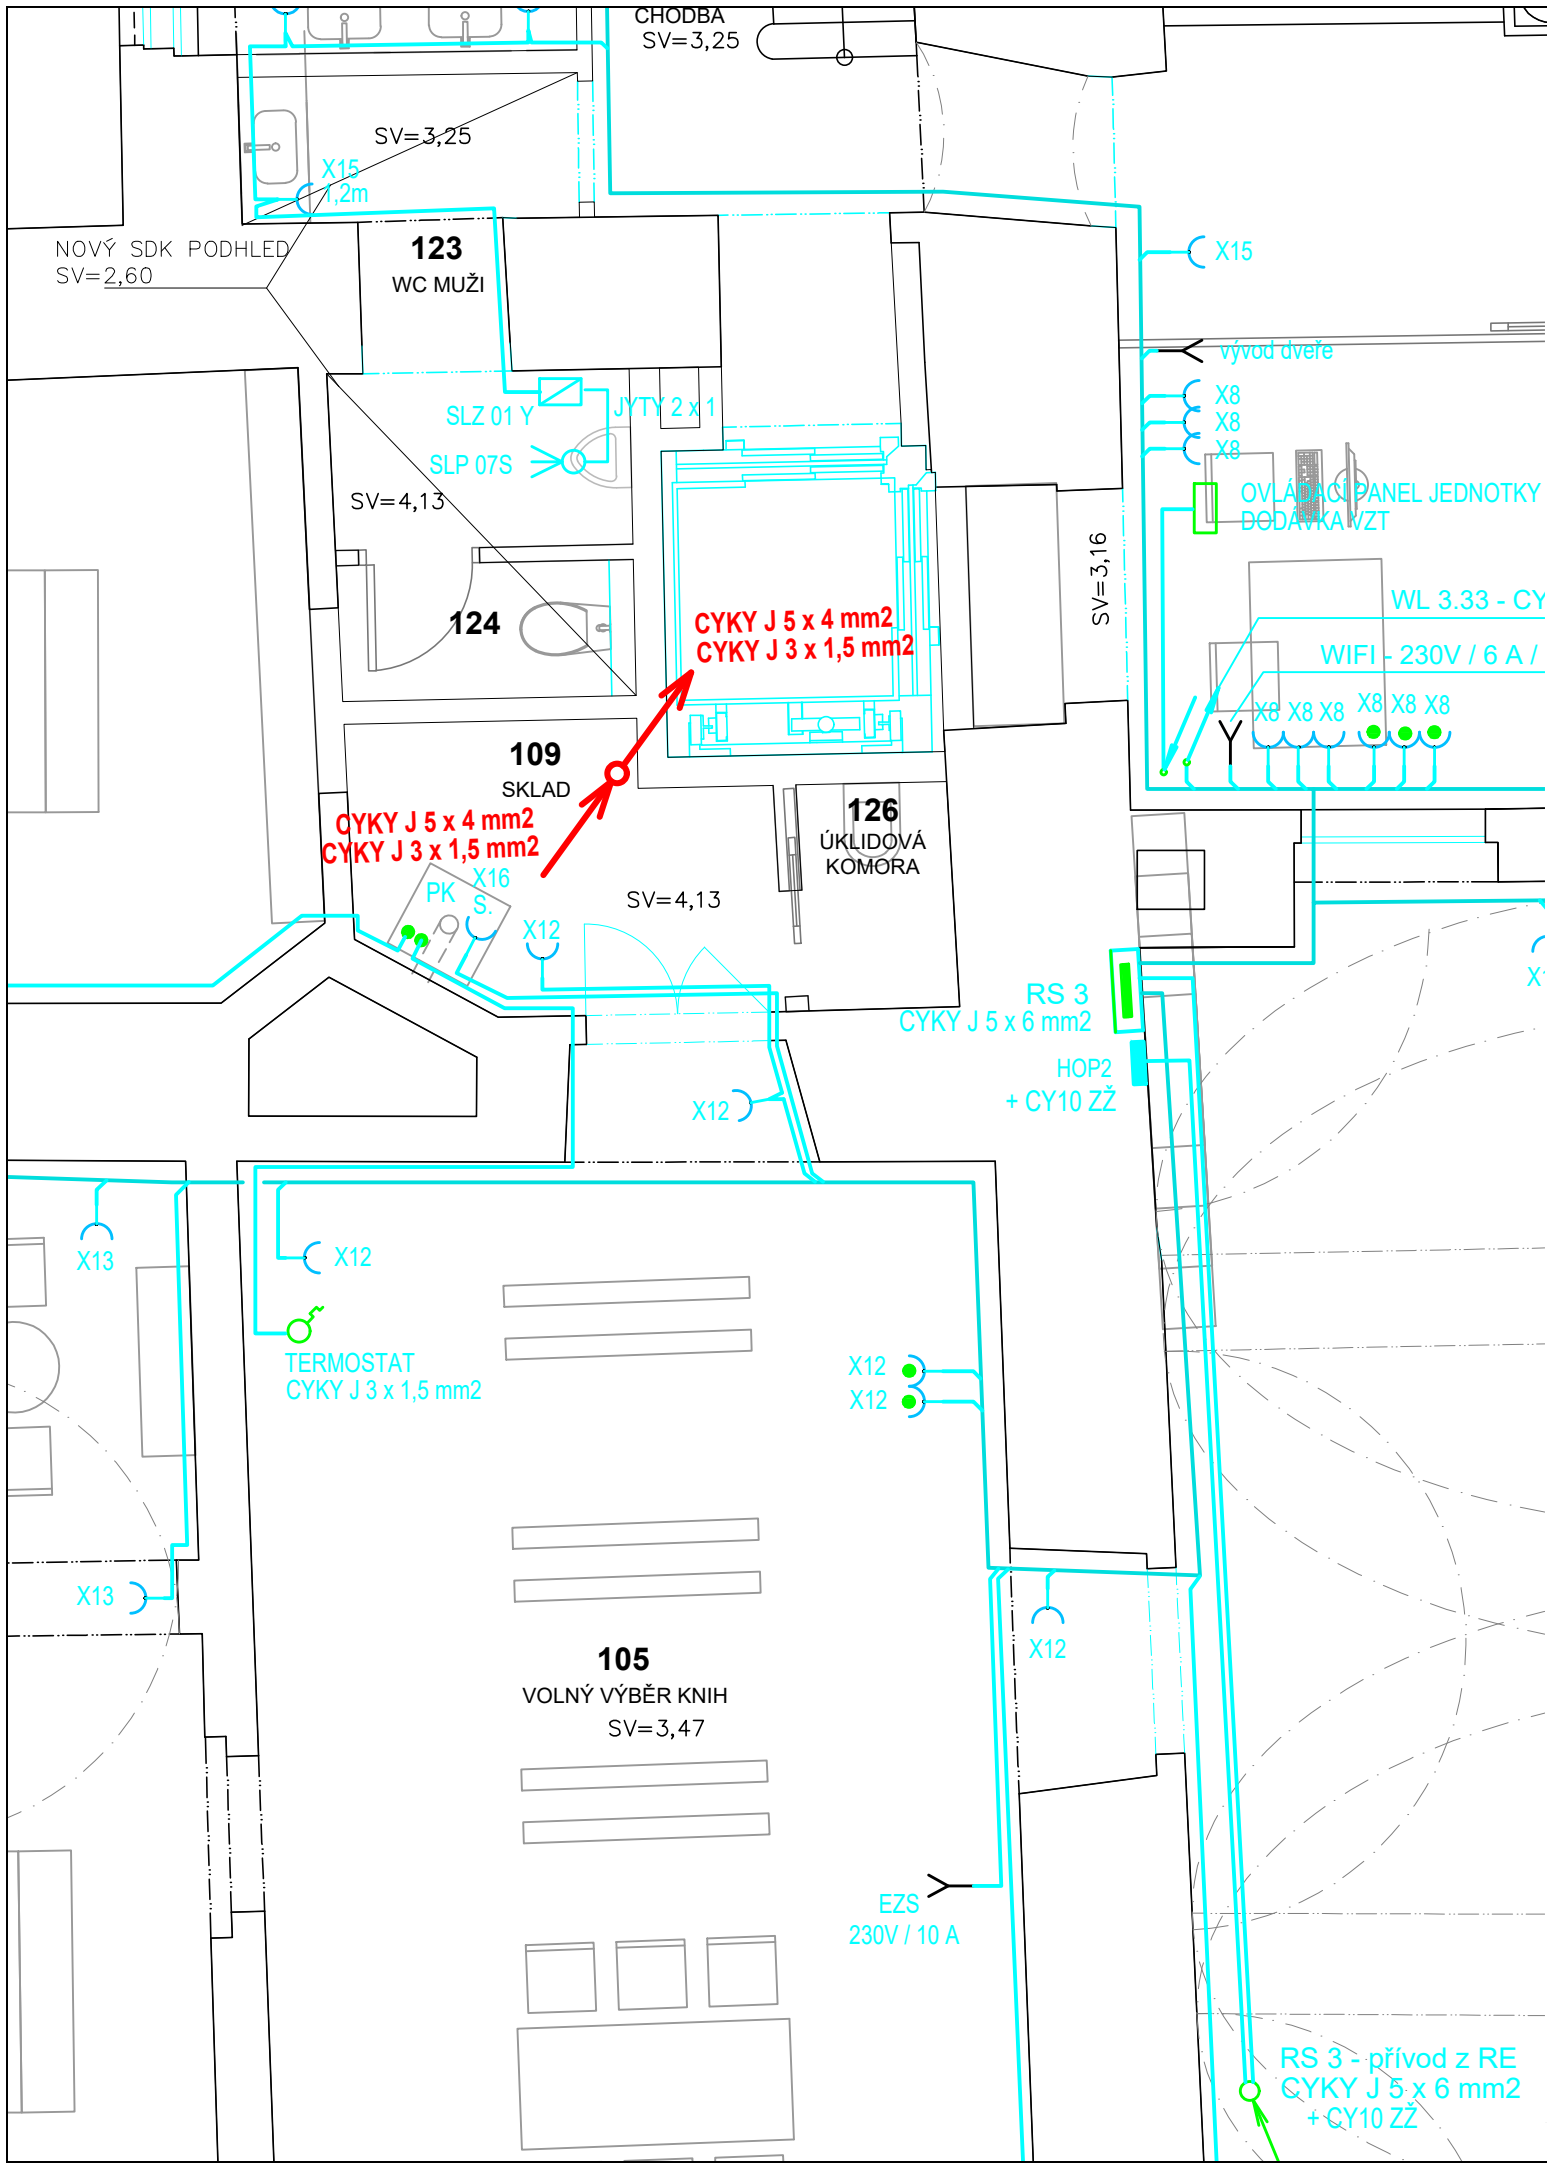 CHODBA
SV=3,25
SV=3,25
X15
1,2m
NOVÝ SDK PODHLED
SV=2,60
123
WC MUŽI
X15
vývod dveře
X8
X8
X8
SLZ 01 Y
JYTY 2 x 1
SLP 07S
SV=4,13
OVLÁDACÍ PANEL JEDNOTKY
DODÁVKA VZT
SV=3,16
124
CYKY J 5 x 4 mm2
CYKY J 3 x 1,5 mm2
WL 3.33 - CY
WIFI - 230V / 6 A /
X8 X8 X8 X8 X8 X8
109
SKLAD
CYKY J 5 x 4 mm2
CYKY J 3 x 1,5 mm2
126
ÚKLIDOVÁ
KOMORA
PK
X16
S.
X12
SV=4,13
RS 3
CYKY J 5 x 6 mm2
HOP2
+ CY10 ZŽ
X12
X13
X12
TERMOSTAT
CYKY J 3 x 1,5 mm2
X12
X12
X13
X12
105
VOLNÝ VÝBĚR KNIH
SV=3,47
EZS
230V / 10 A
RS 3 - přívod z RE
CYKY J 5 x 6 mm2
+ CY10 ZŽ